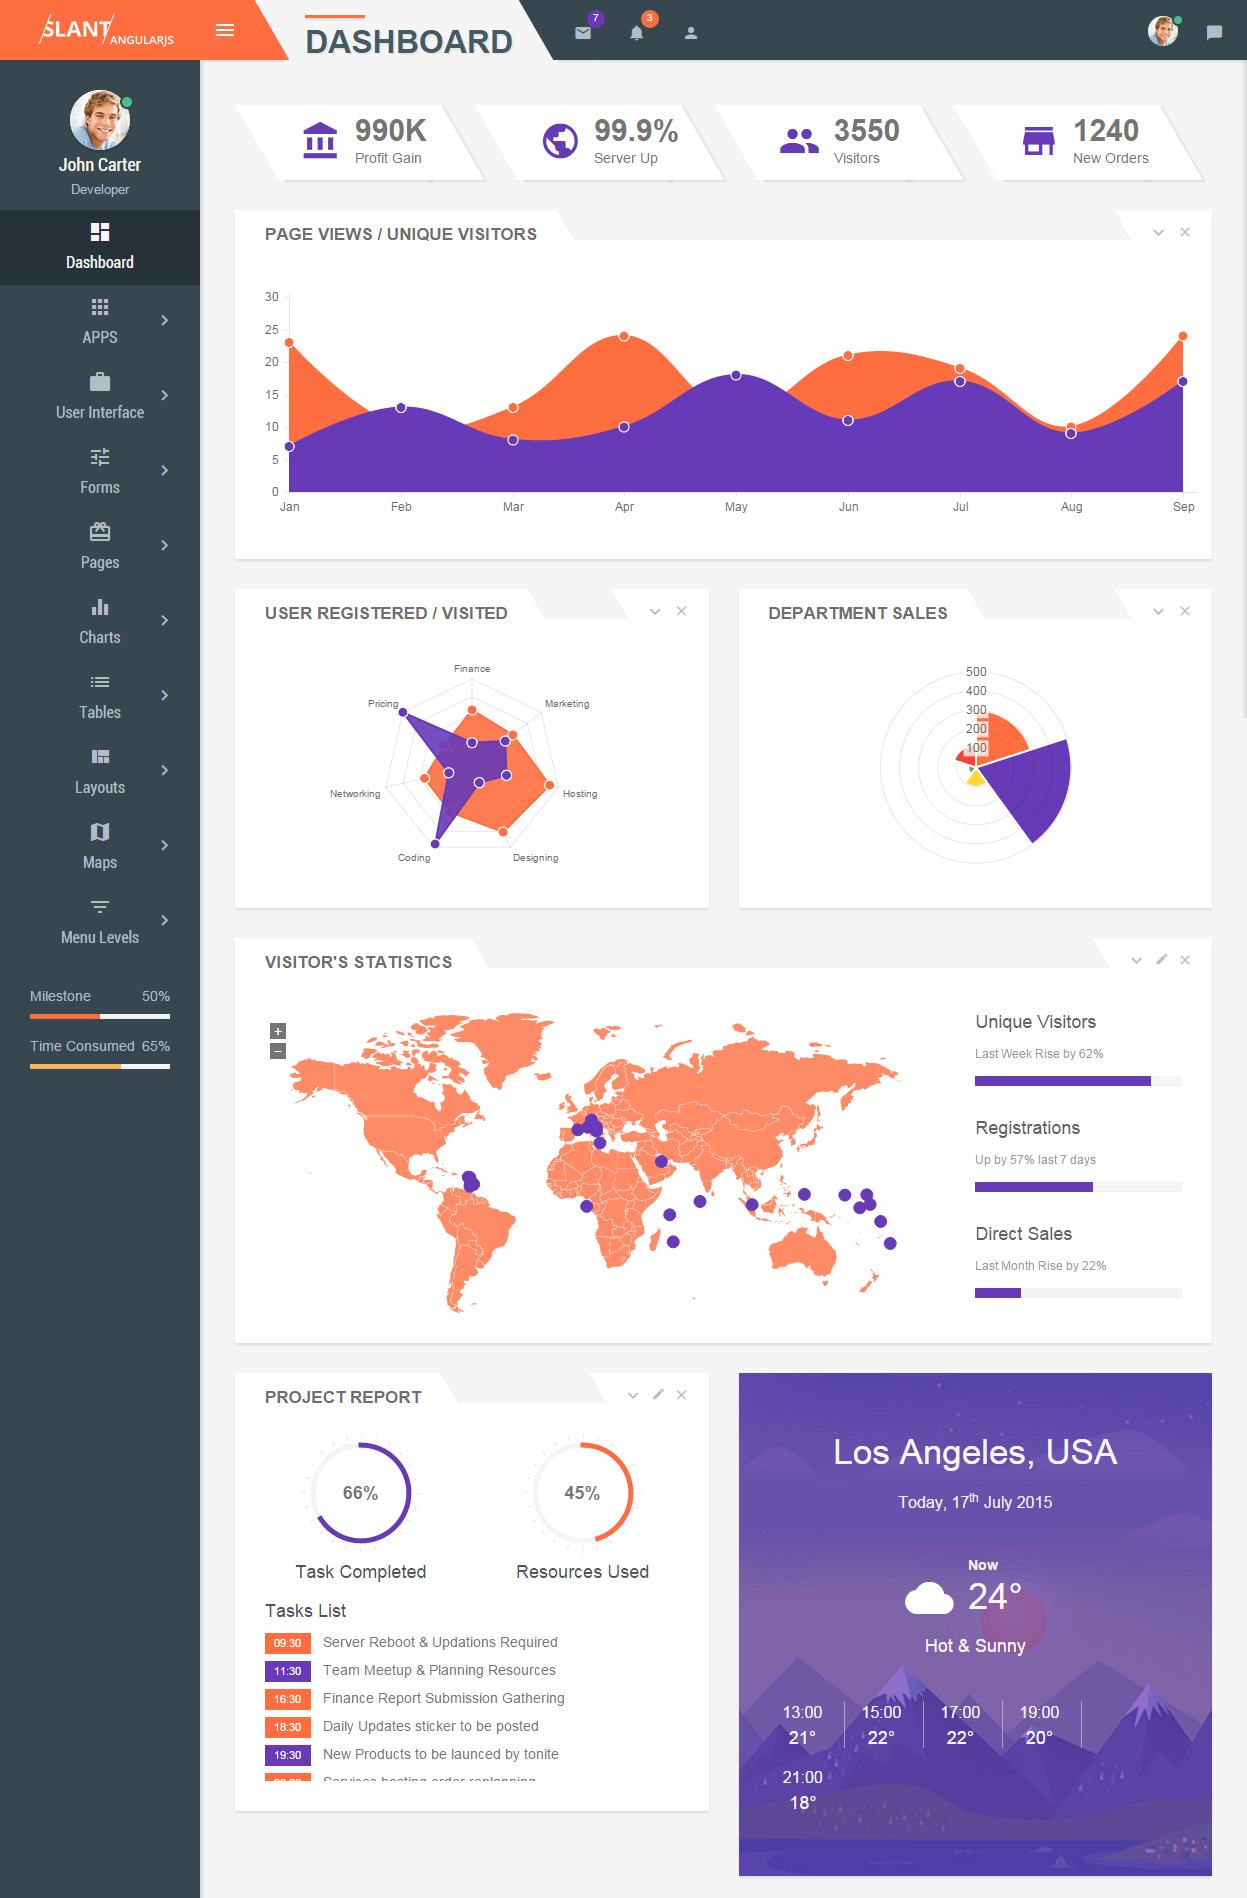 SLANT/ANGULARJS
DASHBOARD
7
3
John Carter
Developer
Dashboard
APPS
User Interface
Forms
Pages
Charts
Tables
Layouts
Maps
Menu Levels
Milestone 50%
Time Consumed 65%
990K
Profit Gain
99.9%
Server Up
3550
Visitors
1240
New Orders
PAGE VIEWS / UNIQUE VISITORS
30
25
20
15
10
5
0
Jan Feb Mar Apr May Jun Jul Aug Sep
USER REGISTERED / VISITED
Finance
Pricing Marketing
Networking Hosting
Coding Designing
DEPARTMENT SALES
500
400
300
200
100
VISITOR'S STATISTICS
+
−
Unique Visitors
Last Week Rise by 62%
Registrations
Up by 57% last 7 days
Direct Sales
Last Month Rise by 22%
PROJECT REPORT
66% 45%
Task Completed Resources Used
Tasks List
09:30 Server Reboot & Updations Required
11:30 Team Meetup & Planning Resources
16:30 Finance Report Submission Gathering
18:30 Daily Updates sticker to be posted
19:30 New Products to be launced by tonite
Los Angeles, USA
Today, 17th July 2015
Now
24°
Hot & Sunny
13:00 15:00 17:00 19:00
21° 22° 22° 20°
21:00
18°